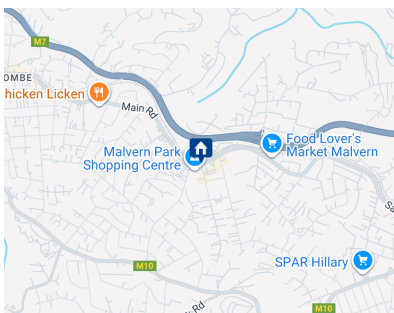 M7
OMBE
hicken Licken
Main Rd
Malvern Park
Shopping Centre
Food Lover's
Market Malvern
Sa
SPAR Hillary
M10
M10
k Rd